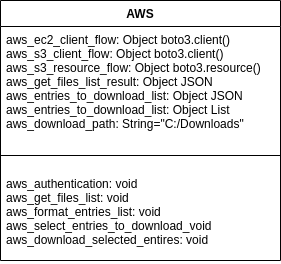 AWS
aws_ec2_client_flow: Object boto3.client()
aws_s3_client_flow: Object boto3.client()
aws_s3_resource_flow: Object boto3.resource()
aws_get_files_list_result: Object JSON
aws_entries_to_download_list: Object JSON
aws_entries_to_download_list: Object List
aws_download_path: String="C:/Downloads"
aws_authentication: void
aws_get_files_list: void
aws_format_entries_list: void
aws_select_entries_to_download_void
aws_download_selected_entires: void